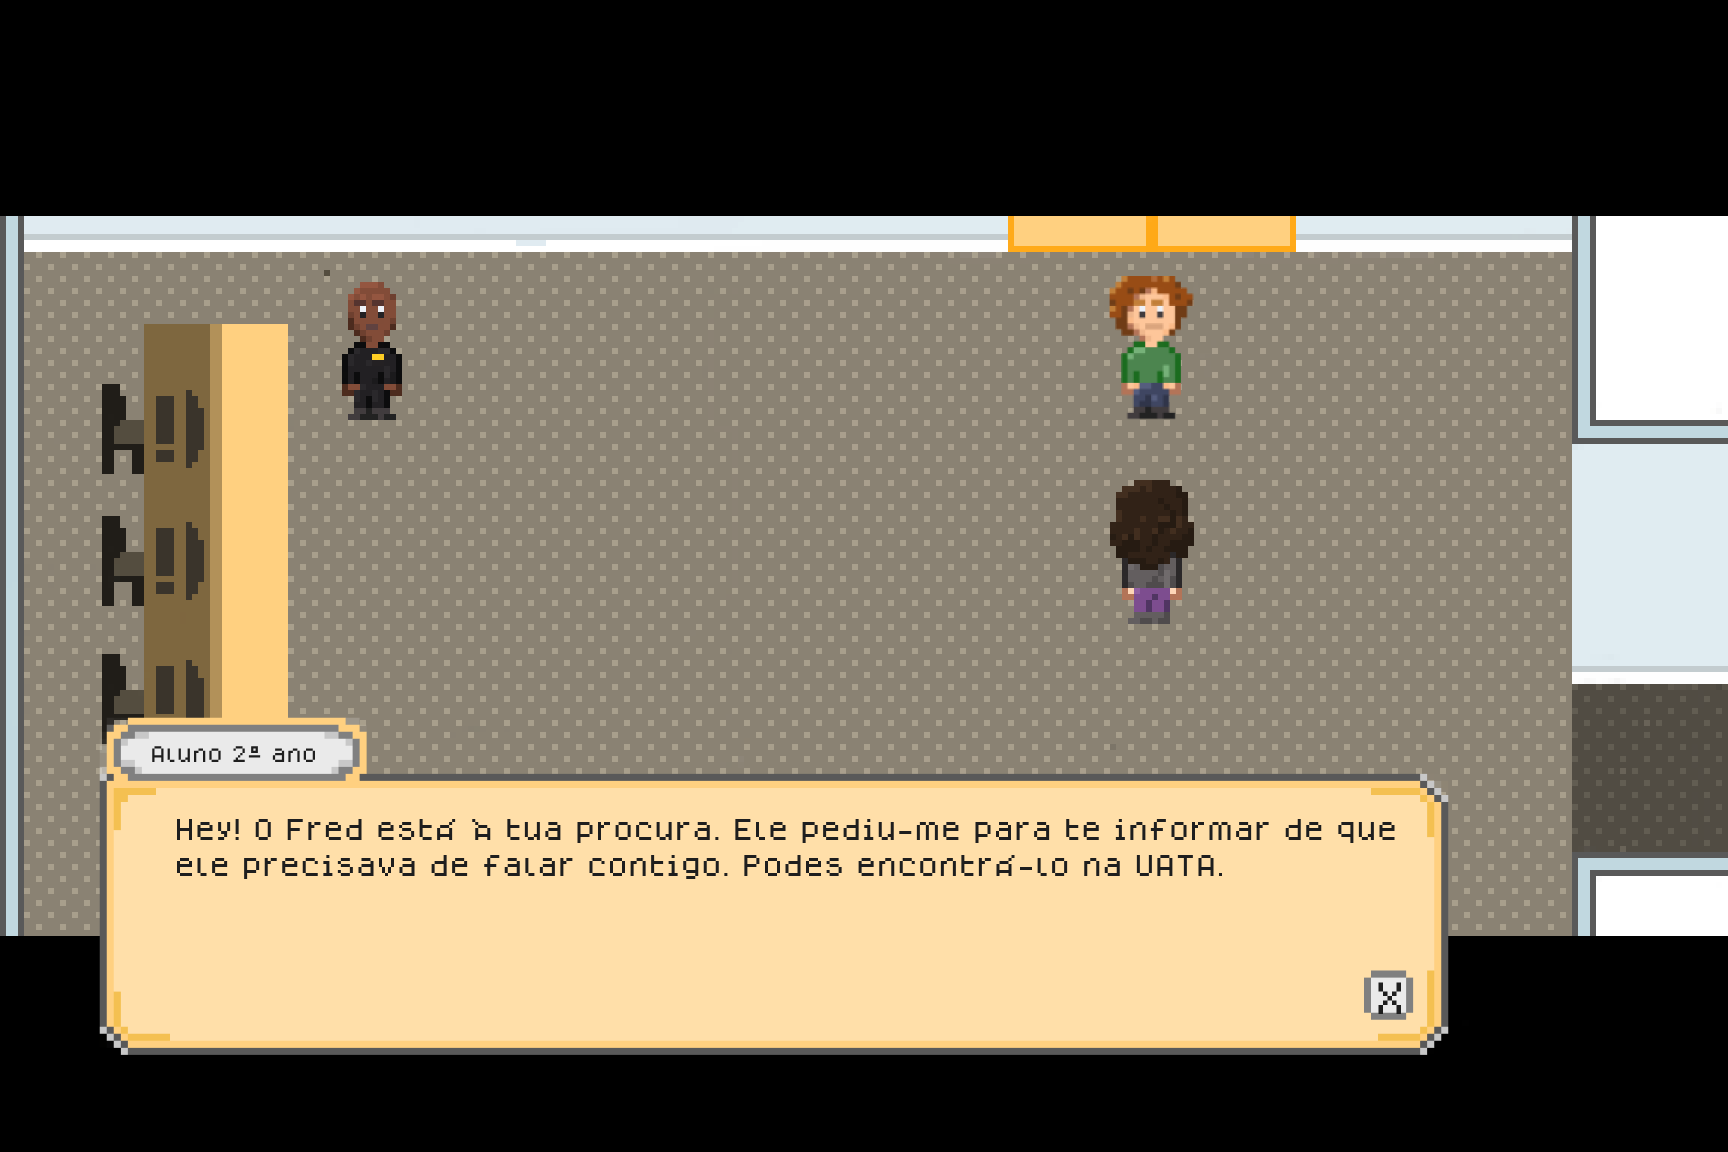 Aluno 2º ano
Hey! O Fred está à tua procura. Ele pediu-me para te informar de que
ele precisava de falar contigo. Podes encontrá-lo na UATA.
X